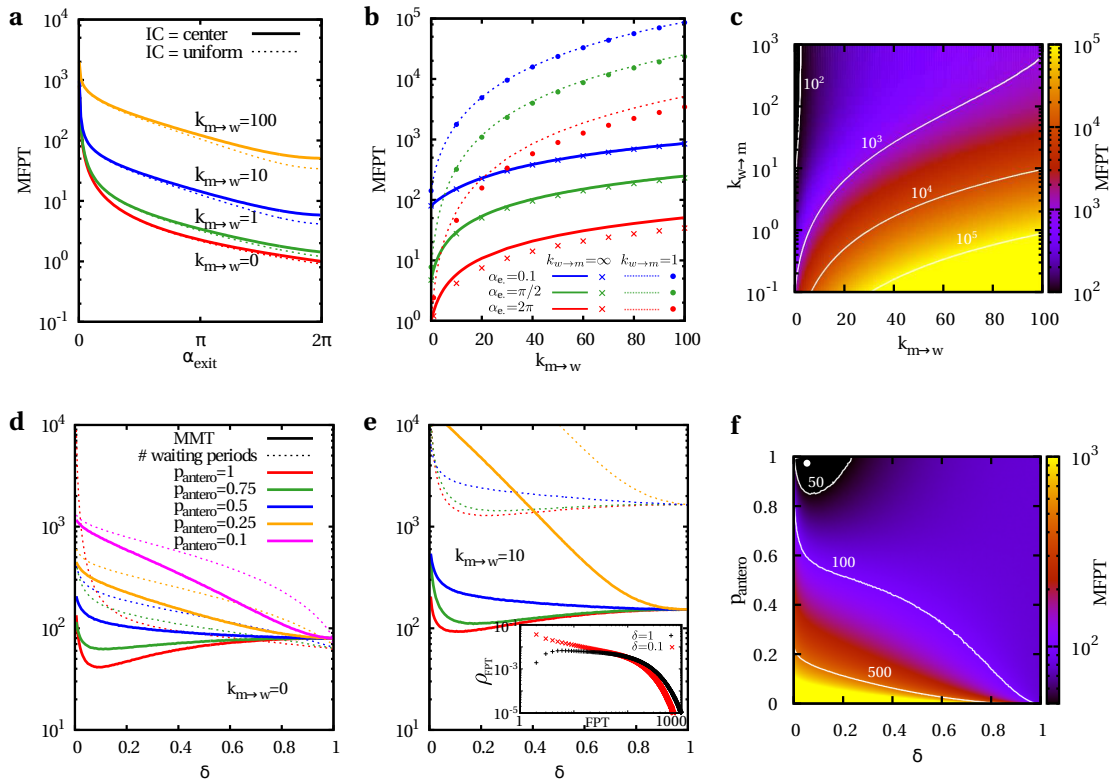 a
MFPT
10^4
10^3
10^2
10^1
10^0
10^-1
IC = center
IC = uniform
k_m→w=100
k_m→w=10
k_m→w=1
k_m→w=0
0
π
2π
α_exit
b
MFPT
10^5
10^4
10^3
10^2
10^1
10^0
k_w→m=∞
k_w→m=1
α_e.=0.1
α_e.=π/2
α_e.=2π
0 20 40 60 80 100
k_m→w
c
k_w→m
10^3
10^2
10^1
10^0
10^-1
10^2
10^3
10^4
10^5
0 20 40 60 80 100
k_m→w
10^5
10^4
10^3
10^2
MFPT
d
10^4
10^3
10^2
10^1
MMT
# waiting periods
p_antero=1
p_antero=0.75
p_antero=0.5
p_antero=0.25
p_antero=0.1
k_m→w=0
0 0.2 0.4 0.6 0.8 1
δ
e
10^4
10^3
10^2
10^1
k_m→w=10
ρ_FPT
10^-1
10^-3
10^-5
δ=1
δ=0.1
1
FPT
1000
0 0.2 0.4 0.6 0.8 1
δ
f
p_antero
1
0.8
0.6
0.4
0.2
0
50
100
500
0 0.2 0.4 0.6 0.8 1
δ
10^3
10^2
MFPT